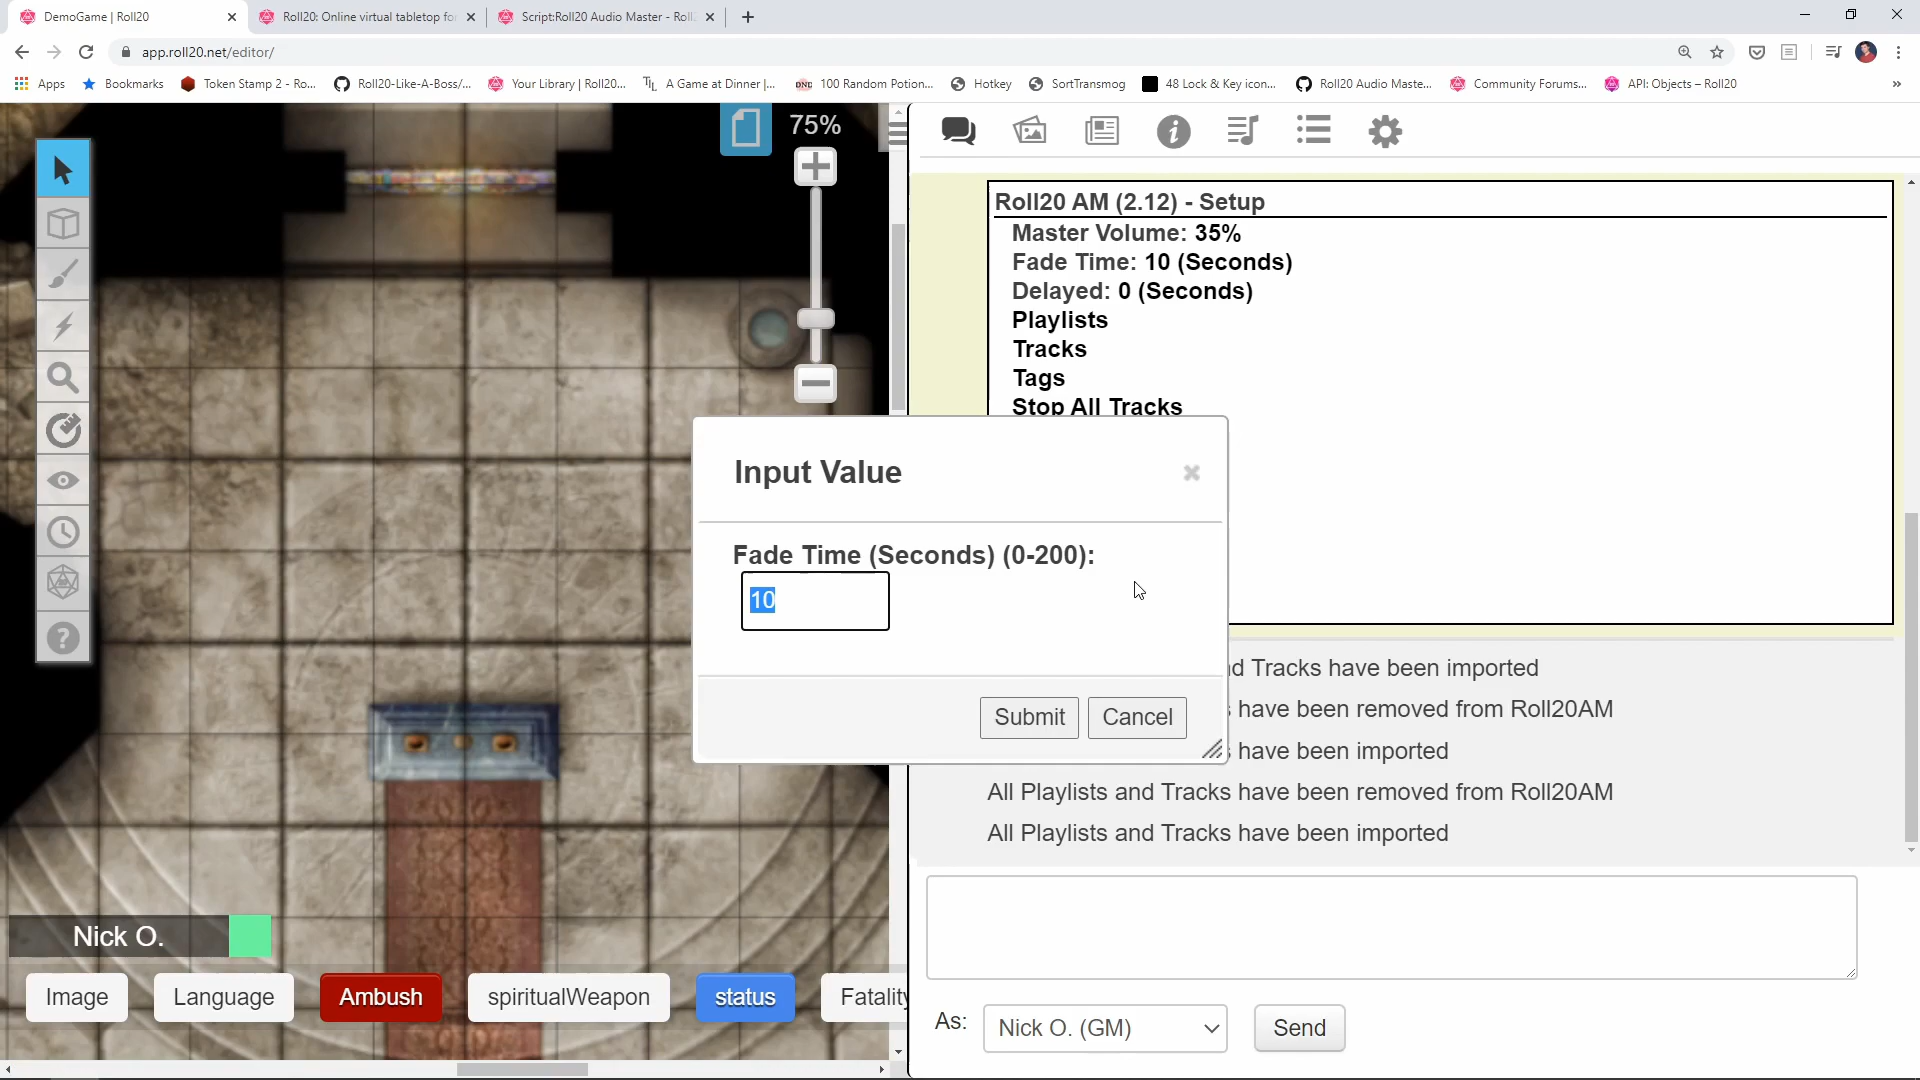 DemoGame | Roll20
Roll20: Online virtual tabletop fo
Script:Roll20 Audio Master - Roll
app.roll20.net/editor/
Apps
Bookmarks
Token Stamp 2 - Ro...
Roll20-Like-A-Boss/...
Your Library | Roll20...
A Game at Dinner |...
100 Random Potion...
Hotkey
SortTransmog
48 Lock & Key icon...
Roll20 Audio Maste...
Community Forums...
API: Objects – Roll20
75%
Roll20 AM (2.12) - Setup
Master Volume: 35%
Fade Time: 10 (Seconds)
Delayed: 0 (Seconds)
Playlists
Tracks
Tags
Stop All Tracks
Input Value
Fade Time (Seconds) (0-200):
10
Submit
Cancel
d Tracks have been imported
have been removed from Roll20AM
have been imported
All Playlists and Tracks have been removed from Roll20AM
All Playlists and Tracks have been imported
Nick O.
Image
Language
Ambush
spiritualWeapon
status
Fatality
As:
Nick O. (GM)
Send